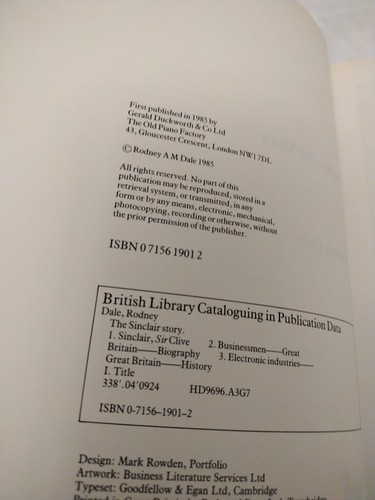 First published in 1985 by
Gerald Duckworth & Co Ltd
The Old Piano Factory
43, Gloucester Crescent, London NW1 7DL
© Rodney A M Dale 1985
All rights reserved. No part of this
publication may be reproduced, stored in a
retrieval system, or transmitted, in any
form or by any means, electronic, mechanical,
photocopying, recording or otherwise, without
the prior permission of the publisher.
ISBN 0 7156 1901 2
British Library Cataloguing in Publication Data
Dale, Rodney
The Sinclair story.
1. Sinclair, Sir Clive 2. Businessmen—Great
Britain—Biography 3. Electronic industries—
Great Britain—History
I. Title
338'.04'0924 HD9696.A3G7
ISBN 0-7156-1901-2
Design: Mark Rowden, Portfolio
Artwork: Business Literature Services Ltd
Typeset: Goodfellow & Egan Ltd, Cambridge